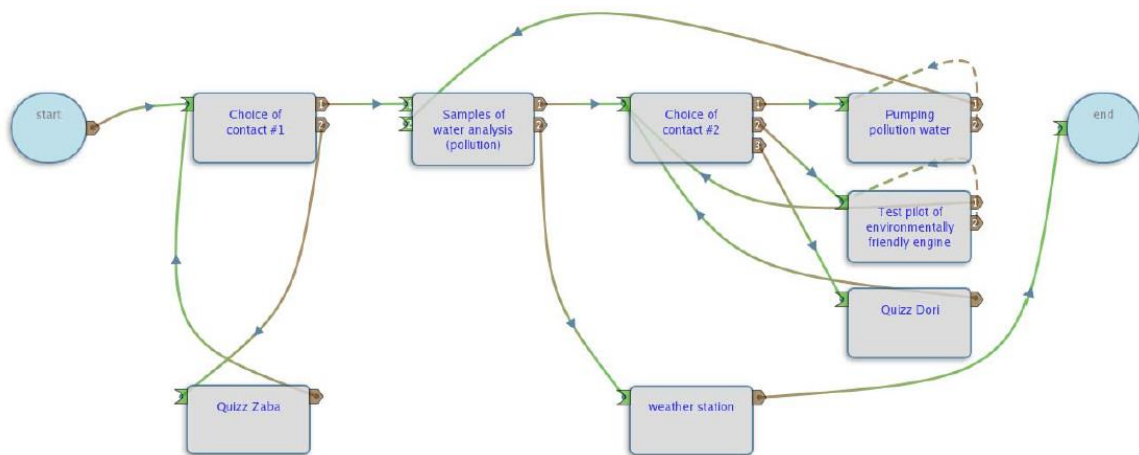 start
Choice of
contact #1
1
2
Samples of
water analysis
(pollution)
1
2
1
2
Choice of
contact #2
1
2
3
Pumping
pollution water
1
2
Test pilot of
environmentally
friendly engine
1
2
Quizz Dori
Quizz Zaba
weather station
end